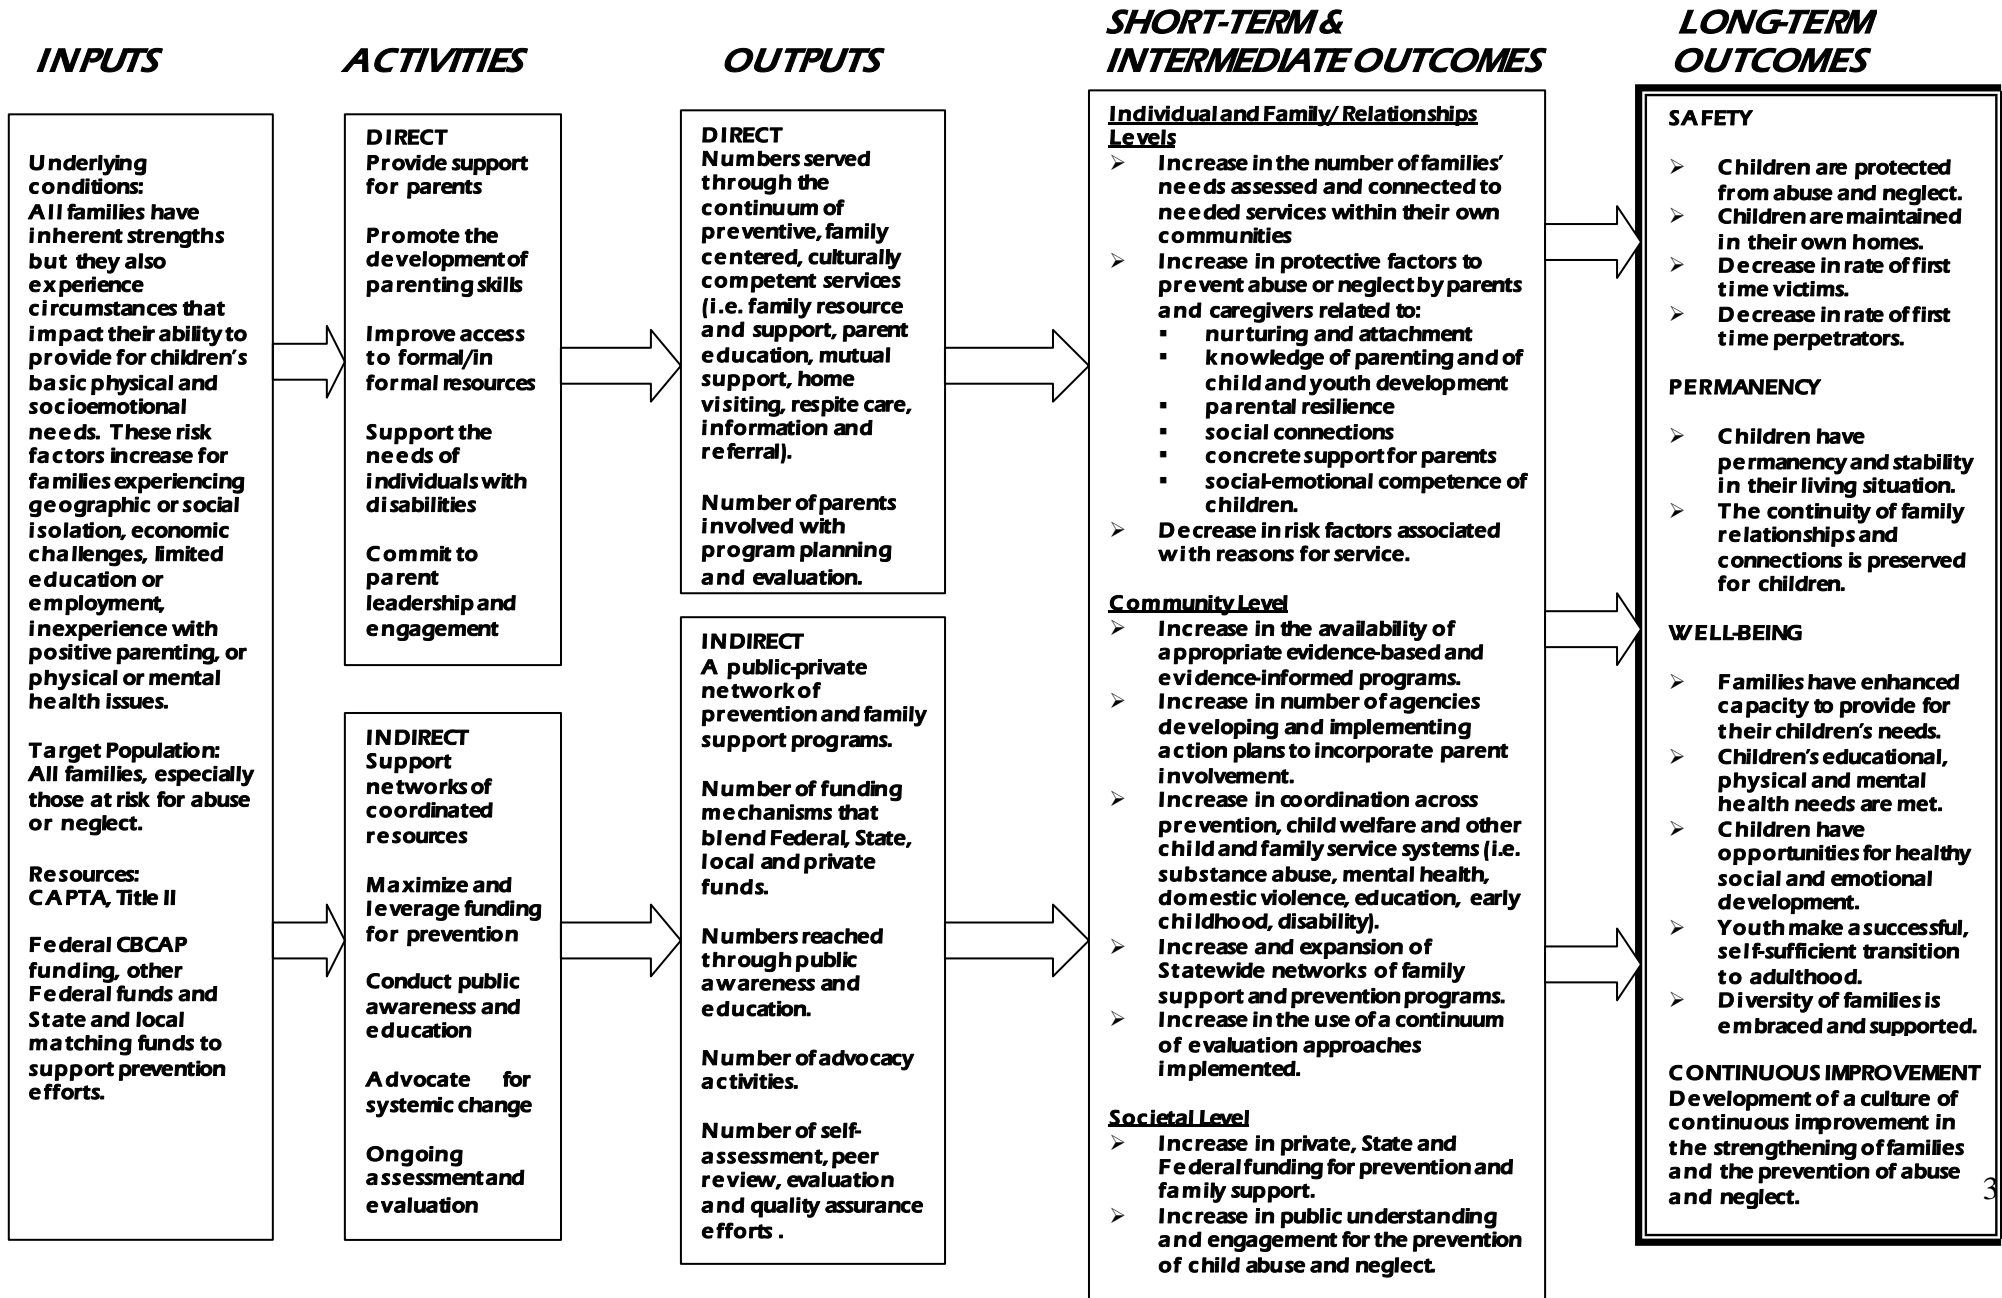 INPUTS
Underlying
conditions:
All families have
inherent strengths
but they also
experience
circumstances that
impact their ability to
provide for children's
basic physical and
socioemotional
needs. These risk
factors increase for
families experiencing
geographic or social
isolation, economic
challenges, limited
education or
employment,
inexperience with
positive parenting, or
physical or mental
health issues.
Target Population:
All families, especially
those at risk for abuse
or neglect.
Resources:
CAPTA, Title II
Federal CBCAP
funding, other
Federal funds and
State and local
matching funds to
support prevention
efforts.
ACTIVITIES
DIRECT
Provide support
for parents
Promote the
development of
parenting skills
Improve access
to formal/in
formal resources
Support the
needs of
individuals with
disabilities
Commit to
parent
leadership and
engagement
INDIRECT
Support
networks of
coordinated
resources
Maximize and
leverage funding
for prevention
Conduct public
awareness and
education
Advocate for
systemic change
Ongoing
assessment and
evaluation
OUTPUTS
DIRECT
Numbers served
through the
continuum of
preventive, family
centered, culturally
competent services
(i.e. family resource
and support, parent
education, mutual
support, home
visiting, respite care,
information and
referral).
Number of parents
involved with
program planning
and evaluation.
INDIRECT
A public-private
network of
prevention and family
support programs.
Number of funding
mechanisms that
blend Federal, State,
local and private
funds.
Numbers reached
through public
awareness and
education.
Number of advocacy
activities.
Number of self-
assessment, peer
review, evaluation
and quality assurance
efforts .
SHORT-TERM &
INTERMEDIATE OUTCOMES
Individual and Family/ Relationships
Levels
➢ Increase in the number of families'
needs assessed and connected to
needed services within their own
communities
➢ Increase in protective factors to
prevent abuse or neglect by parents
and caregivers related to:
▪ nurturing and attachment
▪ knowledge of parenting and of
child and youth development
▪ parental resilience
▪ social connections
▪ concrete support for parents
▪ social-emotional competence of
children.
➢ Decrease in risk factors associated
with reasons for service.
Community Level
➢ Increase in the availability of
appropriate evidence-based and
evidence-informed programs.
➢ Increase in number of agencies
developing and implementing
action plans to incorporate parent
involvement.
➢ Increase in coordination across
prevention, child welfare and other
child and family service systems (i.e.
substance abuse, mental health,
domestic violence, education, early
childhood, disability).
➢ Increase and expansion of
Statewide networks of family
support and prevention programs.
➢ Increase in the use of a continuum
of evaluation approaches
implemented.
Societal Level
➢ Increase in private, State and
Federal funding for prevention and
family support.
➢ Increase in public understanding
and engagement for the prevention
of child abuse and neglect.
LONG-TERM
OUTCOMES
SAFETY
➢ Children are protected
from abuse and neglect.
➢ Children are maintained
in their own homes.
➢ Decrease in rate of first
time victims.
➢ Decrease in rate of first
time perpetrators.
PERMANENCY
➢ Children have
permanency and stability
in their living situation.
➢ The continuity of family
relationships and
connections is preserved
for children.
WELL-BEING
➢ Families have enhanced
capacity to provide for
their children's needs.
➢ Children's educational,
physical and mental
health needs are met.
➢ Children have
opportunities for healthy
social and emotional
development.
➢ Youth make a successful,
self-sufficient transition
to adulthood.
➢ Diversity of families is
embraced and supported.
CONTINUOUS IMPROVEMENT
Development of a culture of
continuous improvement in
the strengthening of families
and the prevention of abuse
and neglect.
3